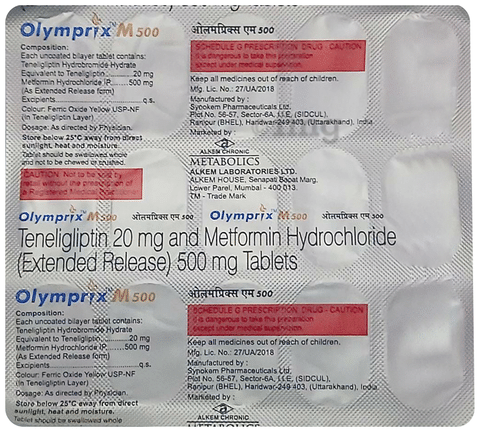 Olymprix M 500
ओलमप्रिक्स एम 500
Composition:
Each uncoated bilayer tablet contains:
Teneligliptin Hydrobromide Hydrate
Equivalent to Teneligliptin.......... 20 mg
Metformin Hydrochloride IP........500 mg
(As Extended Release form)
Excipients q.s.
Colour: Ferric Oxide Yellow USP-NF
(In Teneligliptin Layer)
Dosage: As directed by Physician.
Store below 25°C away from direct
sunlight, heat and moisture.
Tablet should be swallowed whole
and not to be chewed or crushed.
CAUTION: Not to be sold by
retail without the prescription of
a Registered Medical Practitioner.
SCHEDULE G PRESCRIPTION DRUG - CAUTION
It is dangerous to take this preparation
except under medical supervision.
Keep all medicines out of reach of children.
Mfg. Lic. No.: 27/UA/2018
Manufactured by :
Synokem Pharmaceuticals Ltd.
Plot No. 56-57, Sector-6A, I.I.E. (SIDCUL),
Ranipur (BHEL), Haridwar-249 403, (Uttarakhand), India
Marketed by :
ALKEM CHRONIC
METABOLICS
ALKEM LABORATORIES LTD.
ALKEM HOUSE, Senapati Bapat Marg,
Lower Parel, Mumbai - 400 013.
TM - Trade Mark
Olymprix M 500 ओलमप्रिक्स एम 500 Olymprix M 500 ओलमप्रिक्स एम 500
Teneligliptin 20 mg and Metformin Hydrochloride
(Extended Release) 500 mg Tablets
Olymprix M 500
ओलमप्रिक्स एम 500
Composition:
Each uncoated bilayer tablet contains:
Teneligliptin Hydrobromide Hydrate
Equivalent to Teneligliptin.......... 20 mg
Metformin Hydrochloride IP........500 mg
(As Extended Release form)
Excipients q.s.
Colour: Ferric Oxide Yellow USP-NF
(In Teneligliptin Layer)
Dosage: As directed by Physician.
Store below 25°C away from direct
sunlight, heat and moisture.
Tablet should be swallowed whole
SCHEDULE G PRESCRIPTION DRUG - CAUTION
It is dangerous to take this preparation
except under medical supervision.
Keep all medicines out of reach of children.
Mfg. Lic. No.: 27/UA/2018
Manufactured by :
Synokem Pharmaceuticals Ltd.
Plot No. 56-57, Sector-6A, I.I.E. (SIDCUL),
Ranipur (BHEL), Haridwar-249 403, (Uttarakhand), India
Marketed by :
ALKEM CHRONIC
METABOLICS